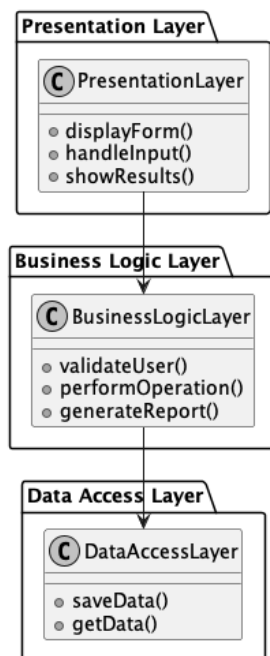 Presentation Layer
C PresentationLayer
displayForm()
handleInput()
showResults()
Business Logic Layer
C BusinessLogicLayer
validateUser()
performOperation()
generateReport()
Data Access Layer
C DataAccessLayer
saveData()
getData()